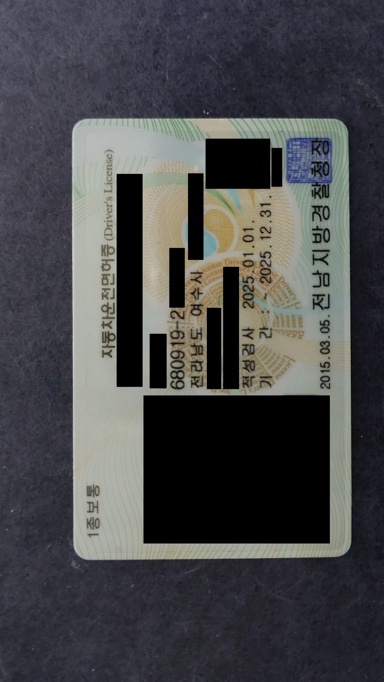 1종보통
자동차운전면허증 (Driver's License)
680919-2
전라남도 여수시
적성검사 2025.01.01.
기 간 : ~ 2025.12.31.
2015.03.05. 전남지방경찰청장